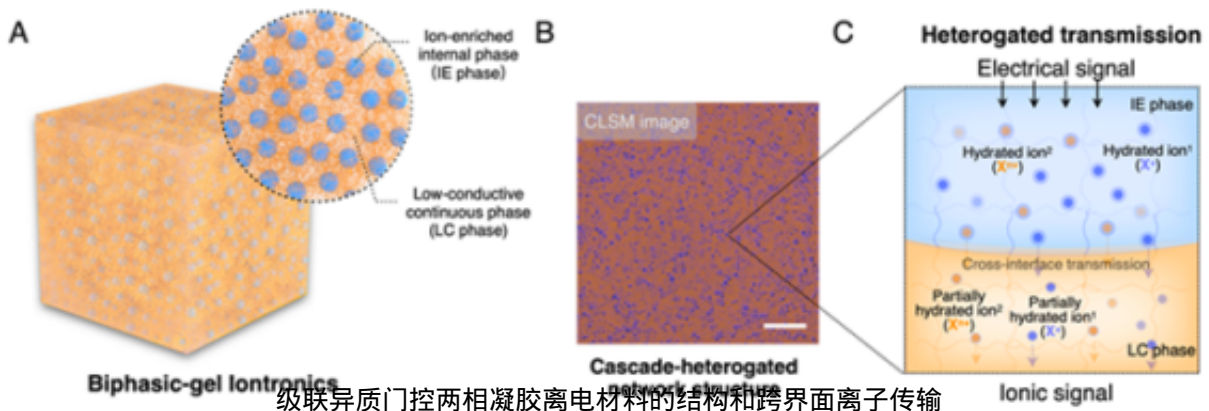 A
Ion-enriched
internal phase
(IE phase)
Low-conductive
continuous phase
(LC phase)
Biphasic-gel Iontronics
B
CLSM image
Cascade-heterogated
network structure
C
Heterogated transmission
Electrical signal
IE phase
Hydrated ion²
Hydrated ion¹
(X⁺)
Cross-interface transmission
Partially
hydrated ion²
Partially
hydrated ion¹
(X⁺)
LC phase
Ionic signal
级联异质门控两相凝胶离电材料的结构和跨界面离子传输